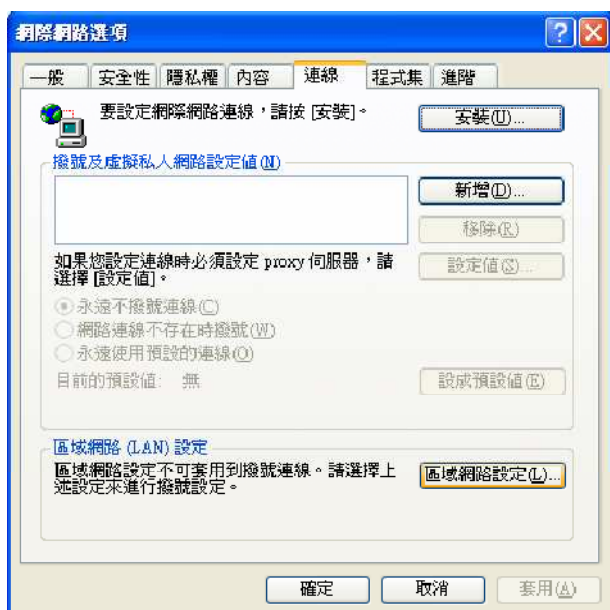 網際網路選項
一般 安全性 隱私權 內容 連線 程式集 進階
要設定網際網路連線，請按 [安裝]。
安裝(U)...
撥號及虛擬私人網路設定值(N)
新增(D)...
移除(R)
如果您設定連線時必須設定 proxy 伺服器，請
選擇 [設定值]。
設定值(S)...
永遠不撥號連線(C)
網路連線不存在時撥號(W)
永遠使用預設的連線(O)
目前的預設值: 無
設成預設值(E)
區域網路 (LAN) 設定
區域網路設定不可套用到撥號連線。請選擇上
述設定來進行撥號設定。
區域網路設定(L)...
確定 取消 套用(A)